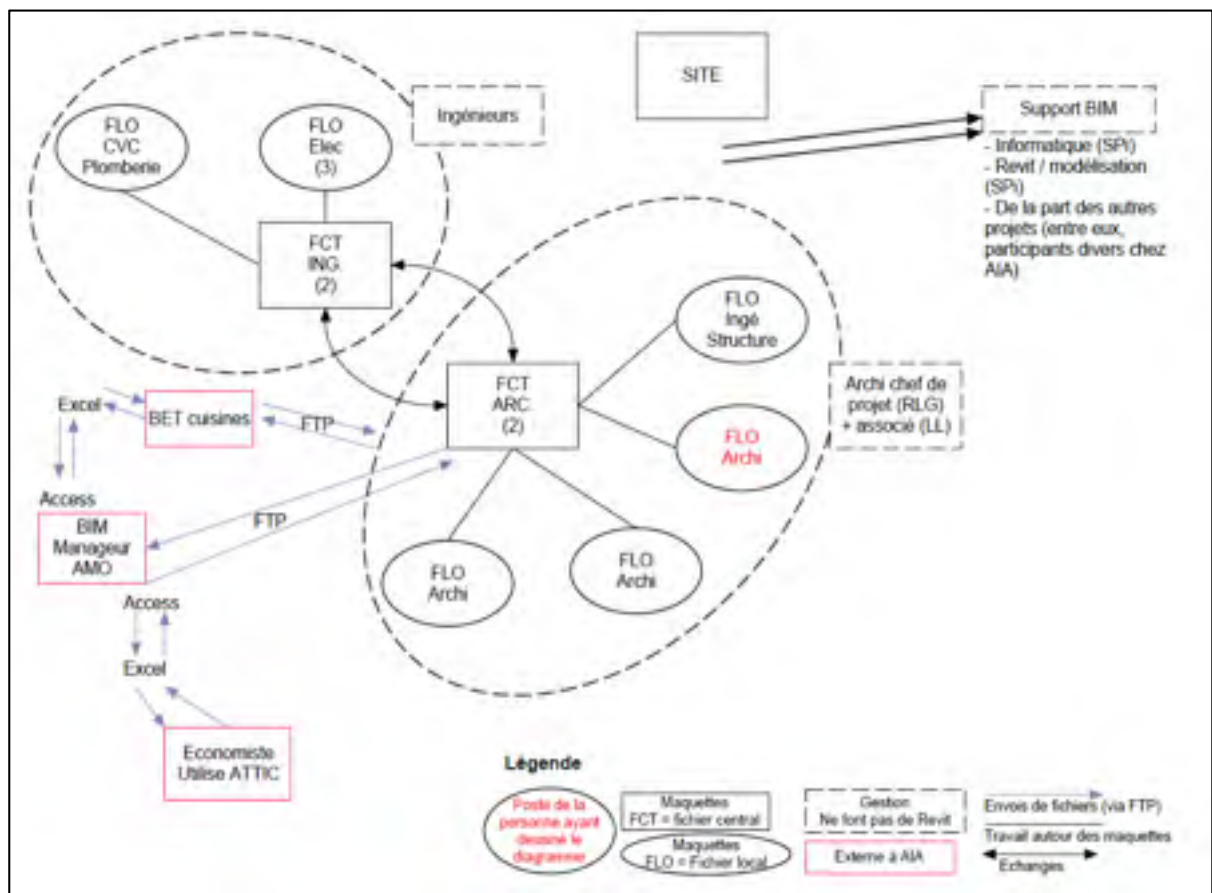 SITE
Ingénieurs
Support BIM
- Informatique (SPi)
- Revit / modélisation
(SPi)
- De la part des autres
projets (entre eux,
participants divers chez
AIA)
FLO
CVC
Plomberie
FLO
Elec
(3)
FCT
ING.
(2)
FLO
Ingé
Structure
FCT
ARC.
(2)
Archi chef de
projet (RLG)
+ associé (LL)
FLO
Archi
FLO
Archi
FLO
Archi
Excel
BET cuisines
FTP
Access
BIM
Manageur
AMO
FTP
Access
Excel
Economiste
Utilise ATTIC
Légende
Poste de la
personne ayant
dessiné le
diagramme
Maquettes
FCT = fichier central
Maquettes
FLO = Fichier local
Gestion
Ne font pas de Revit
Externe à AIA
Envois de fichiers (via FTP)
Travail autour des maquettes
Echanges